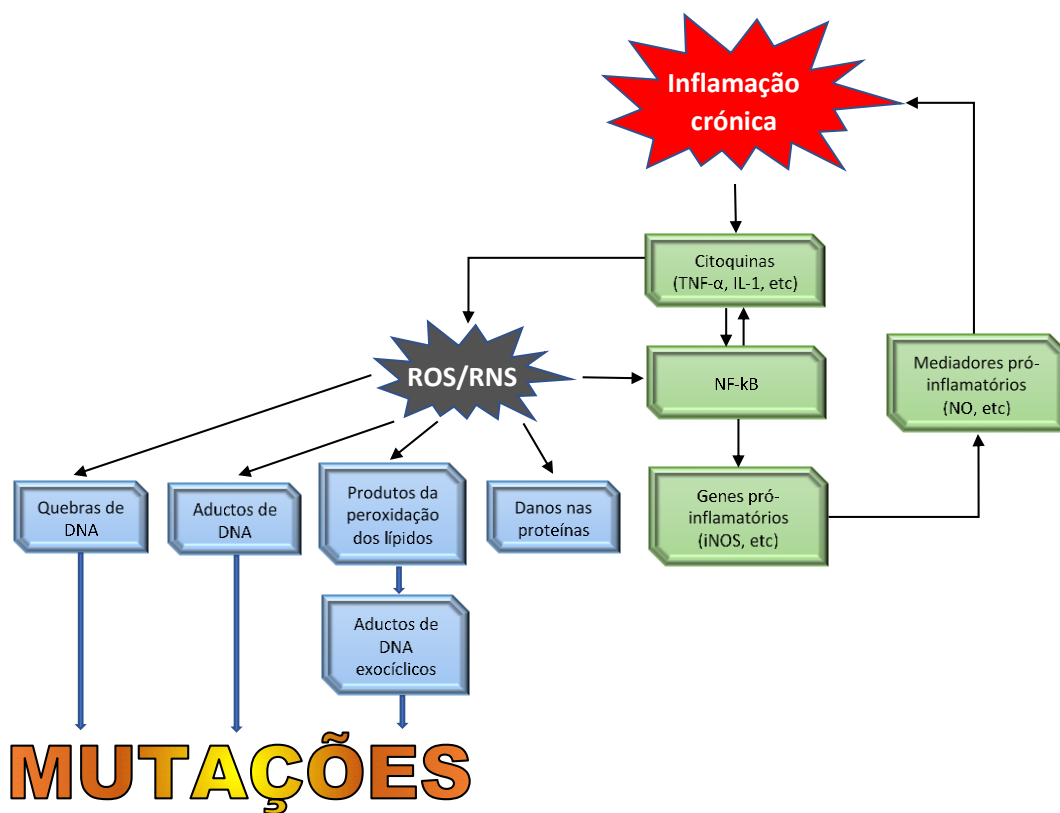 Inflamação
crónica
Citoquinas
(TNF-α, IL-1, etc)
ROS/RNS
NF-kB
Mediadores pró-
inflamatórios
(NO, etc)
Quebras de
DNA
Aductos de
DNA
Produtos da
peroxidação
dos lípidos
Danos nas
proteínas
Genes pró-
inflamatórios
(iNOS, etc)
Aductos de
DNA
exocíclicos
MUTAÇÕES